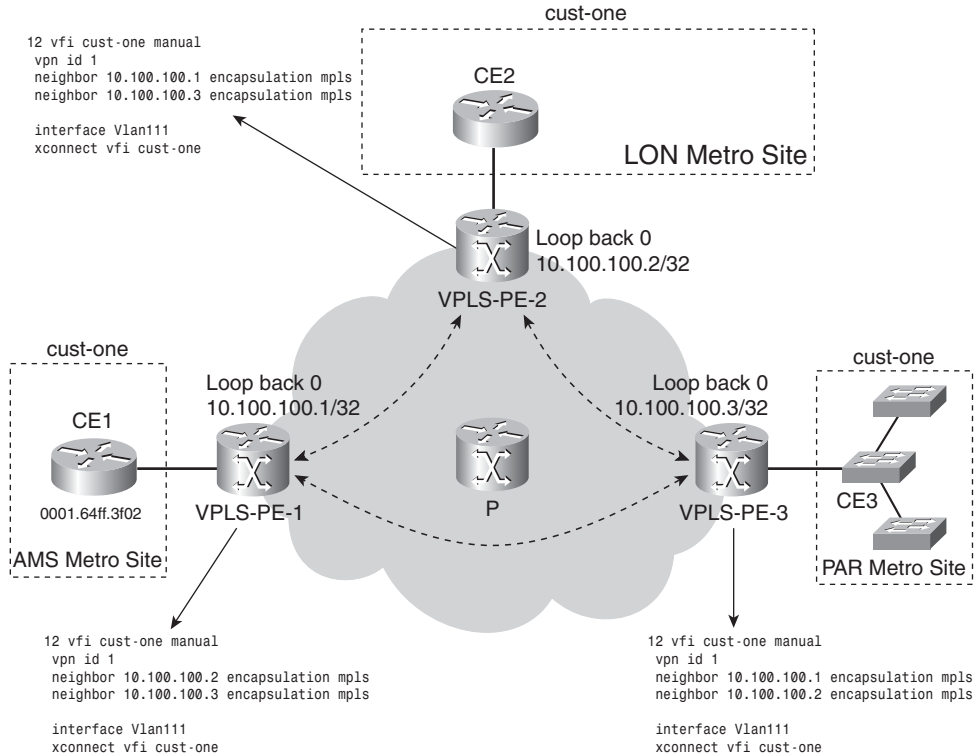 cust-one
12 vfi cust-one manual
vpn id 1
neighbor 10.100.100.1 encapsulation mpls
neighbor 10.100.100.3 encapsulation mpls
interface Vlan111
xconnect vfi cust-one
CE2
LON Metro Site
Loop back 0
10.100.100.2/32
VPLS-PE-2
cust-one
CE1
0001.64ff.3f02
AMS Metro Site
Loop back 0
10.100.100.1/32
VPLS-PE-1
P
Loop back 0
10.100.100.3/32
VPLS-PE-3
cust-one
CE3
PAR Metro Site
12 vfi cust-one manual
vpn id 1
neighbor 10.100.100.2 encapsulation mpls
neighbor 10.100.100.3 encapsulation mpls
interface Vlan111
xconnect vfi cust-one
12 vfi cust-one manual
vpn id 1
neighbor 10.100.100.1 encapsulation mpls
neighbor 10.100.100.2 encapsulation mpls
interface Vlan111
xconnect vfi cust-one